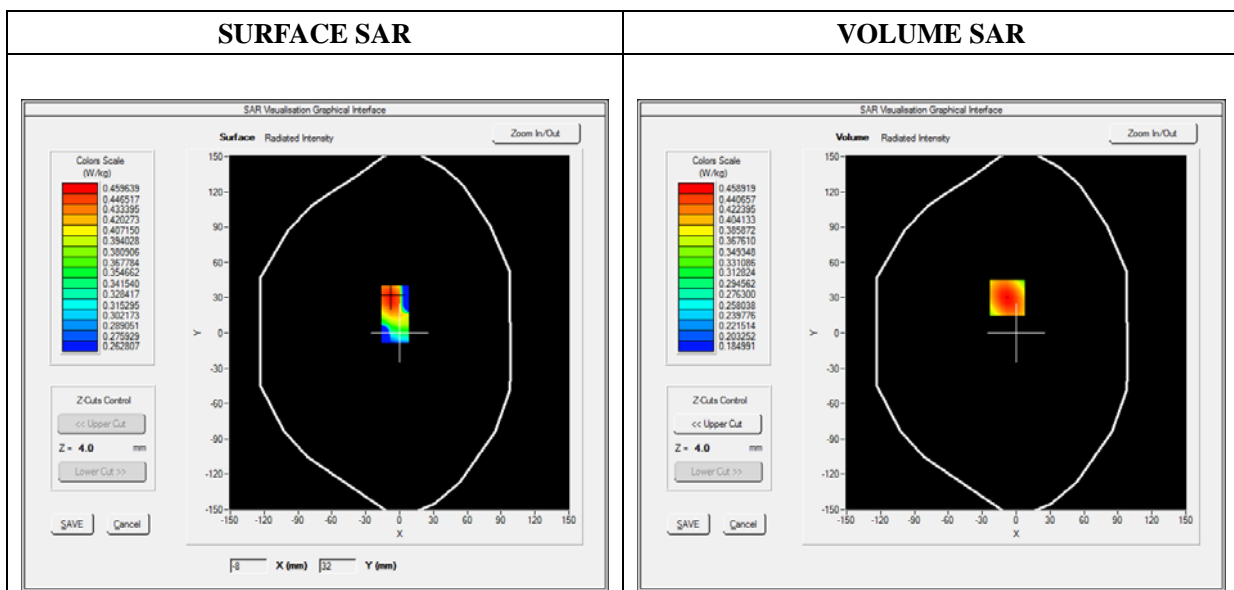 SURFACE SAR
SAR Visualisation Graphical Interface
Surface Radiated Intensity
Zoom In/Out
Colors Scale
(W/kg)
0.459639
0.446517
0.433395
0.420273
0.407150
0.394028
0.380906
0.367784
0.354662
0.341540
0.328417
0.315295
0.302173
0.289051
0.275929
0.262807
Z-Cuts Control
<< Upper Cut
Z = 4.0 mm
Lower Cut >>
SAVE Cancel
150
120
90
60
30
0
-30
-60
-90
-120
-150
Y
-150 -120 -90 -60 -30 0 30 60 90 120 150
X
-8 X (mm) 32 Y (mm)
VOLUME SAR
SAR Visualisation Graphical Interface
Volume Radiated Intensity
Zoom In/Out
Colors Scale
(W/kg)
0.458919
0.440657
0.422395
0.404133
0.385872
0.367610
0.349348
0.331086
0.312824
0.294562
0.276300
0.258038
0.239776
0.221514
0.203252
0.184991
Z-Cuts Control
<< Upper Cut
Z = 4.0 mm
Lower Cut >>
SAVE Cancel
150
120
90
60
30
0
-30
-60
-90
-120
-150
Y
-150 -120 -90 -60 -30 0 30 60 90 120 150
X